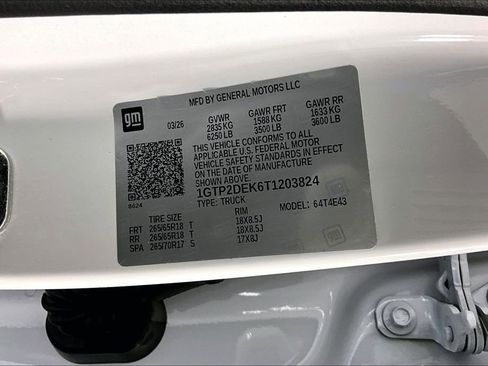 MFD BY GENERAL MOTORS LLC
gm
03/26
GVWR GAWR FRT GAWR RR
2835 KG 1588 KG 1633 KG
6250 LB 3500 LB 3600 LB
THIS VEHICLE CONFORMS TO ALL
APPLICABLE U.S. FEDERAL MOTOR
VEHICLE SAFETY STANDARDS IN EFFECT
ON THE DATE OF MANUFACTURE
SHOWN ABOVE.
8624
1GTP2DEK6T1203824
TYPE: TRUCK MODEL: 64T4E43
TIRE SIZE RIM
FRT 265/65R18 T 18X8.5J
RR 265/65R18 T 18X8.5J
SPA 265/70R17 S 17X8J